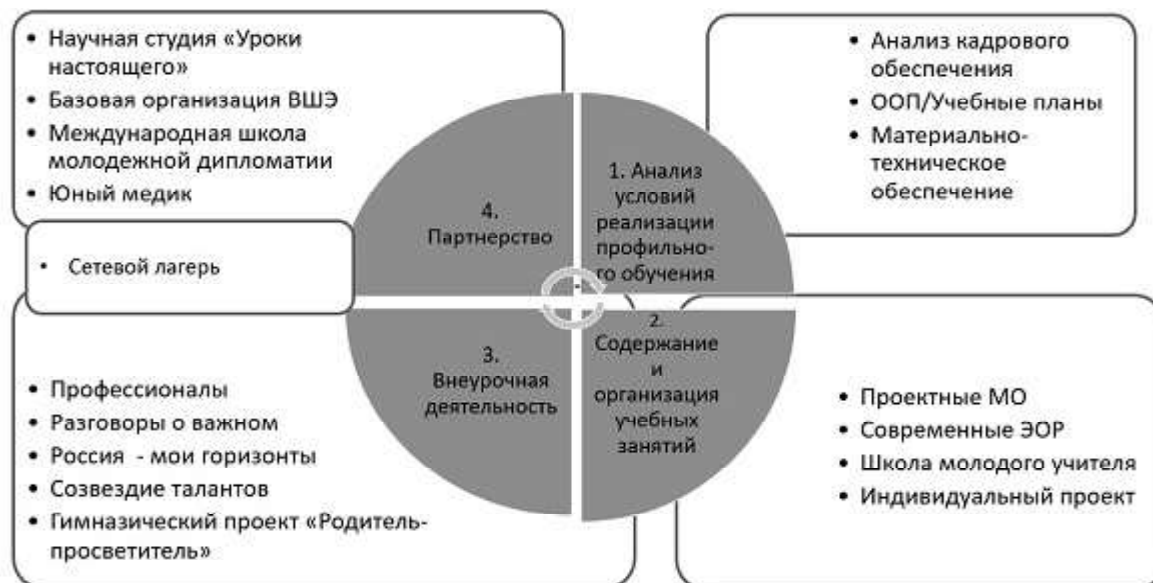 • Научная студия «Уроки
настоящего»
• Базовая организация ВШЭ
• Международная школа
молодежной дипломатии
• Юный медик
• Анализ кадрового
обеспечения
• ООП/Учебные планы
• Материально-
техническое
обеспечение
4.
Партнерство
1. Анализ
условий
реализации
профильно-
го обучения
• Сетевой лагерь
3.
Внеурочная
деятельность
2.
Содержание
и
организация
учебных
занятий
• Профессионалы
• Разговоры о важном
• Россия - мои горизонты
• Созвездие талантов
• Гимназический проект «Родитель-
просветитель»
• Проектные МО
• Современные ЭОР
• Школа молодого учителя
• Индивидуальный проект